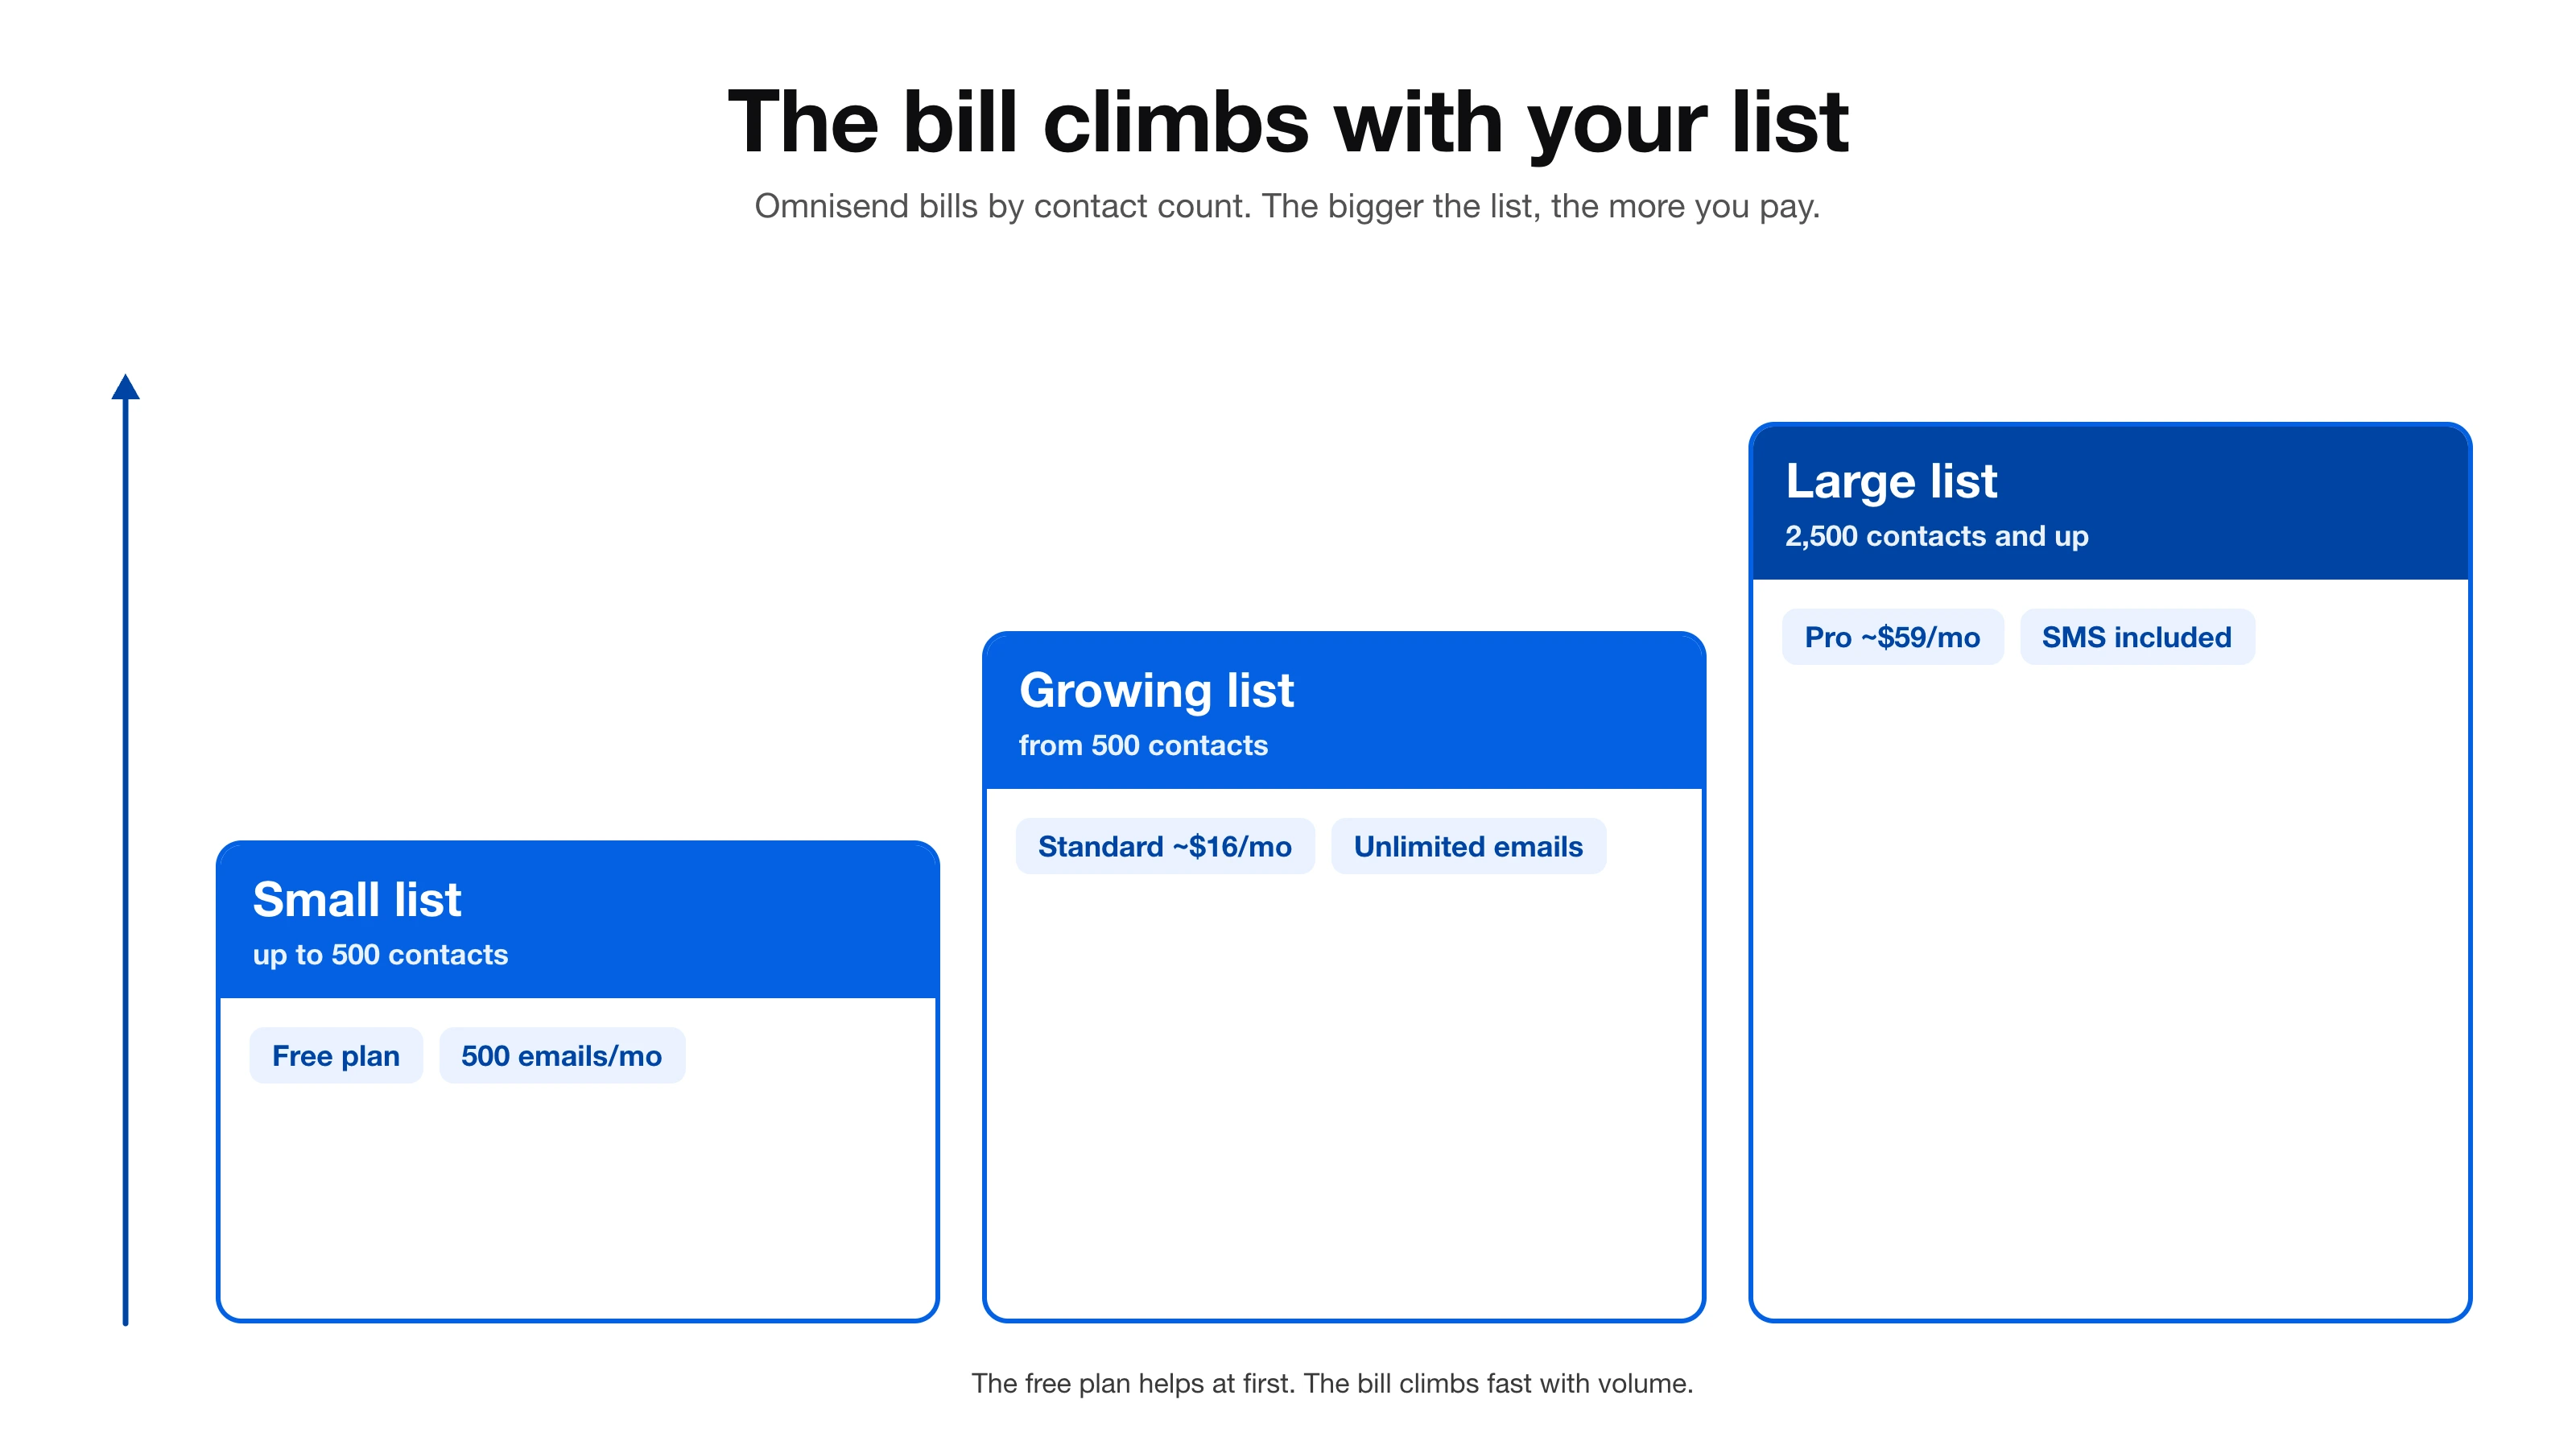 The bill climbs with your list
Omnisend bills by contact count. The bigger the list, the more you pay.
Small list
up to 500 contacts
Free plan
500 emails/mo
Growing list
from 500 contacts
Standard ~$16/mo
Unlimited emails
Large list
2,500 contacts and up
Pro ~$59/mo
SMS included
The free plan helps at first. The bill climbs fast with volume.